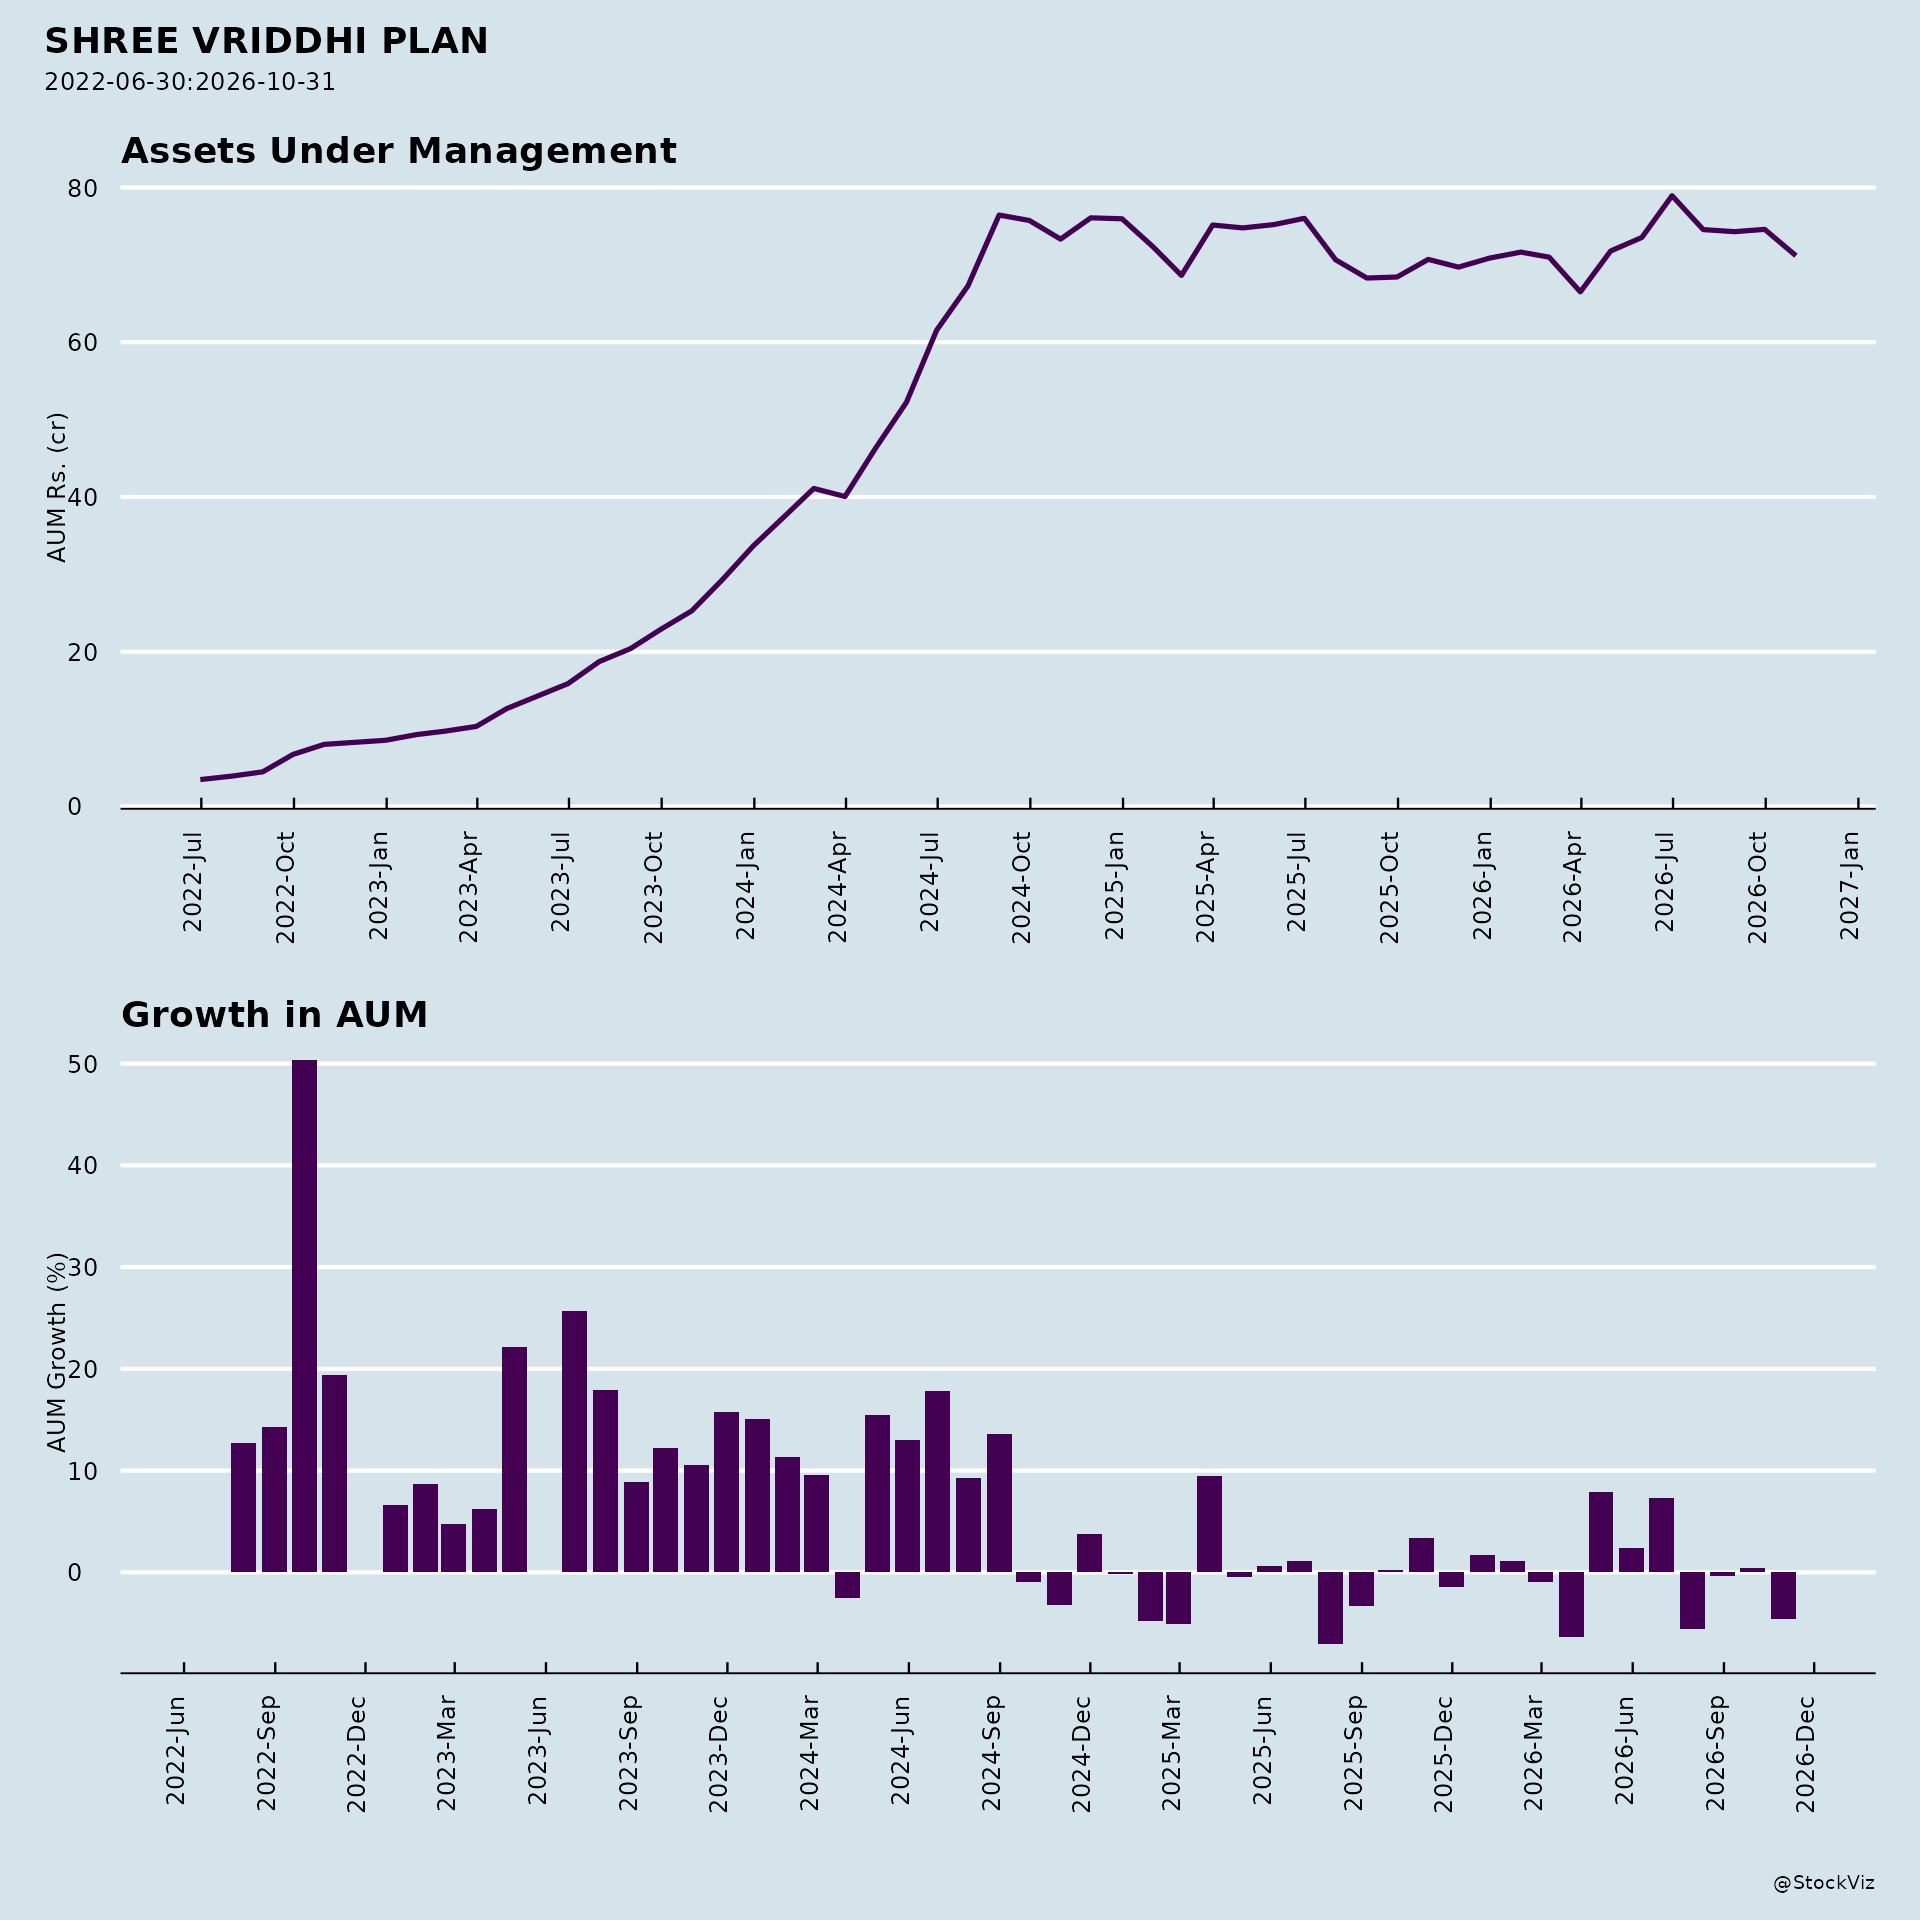 SHREE VRIDDHI PLAN
2022-06-30:2026-10-31
Assets Under Management
AUM Rs. (cr)
80
60
40
20
0
2022-Jul
2022-Oct
2023-Jan
2023-Apr
2023-Jul
2023-Oct
2024-Jan
2024-Apr
2024-Jul
2024-Oct
2025-Jan
2025-Apr
2025-Jul
2025-Oct
2026-Jan
2026-Apr
2026-Jul
2026-Oct
2027-Jan
Growth in AUM
AUM Growth (%)
50
40
30
20
10
0
2022-Jun
2022-Sep
2022-Dec
2023-Mar
2023-Jun
2023-Sep
2023-Dec
2024-Mar
2024-Jun
2024-Sep
2024-Dec
2025-Mar
2025-Jun
2025-Sep
2025-Dec
2026-Mar
2026-Jun
2026-Sep
2026-Dec
@StockViz